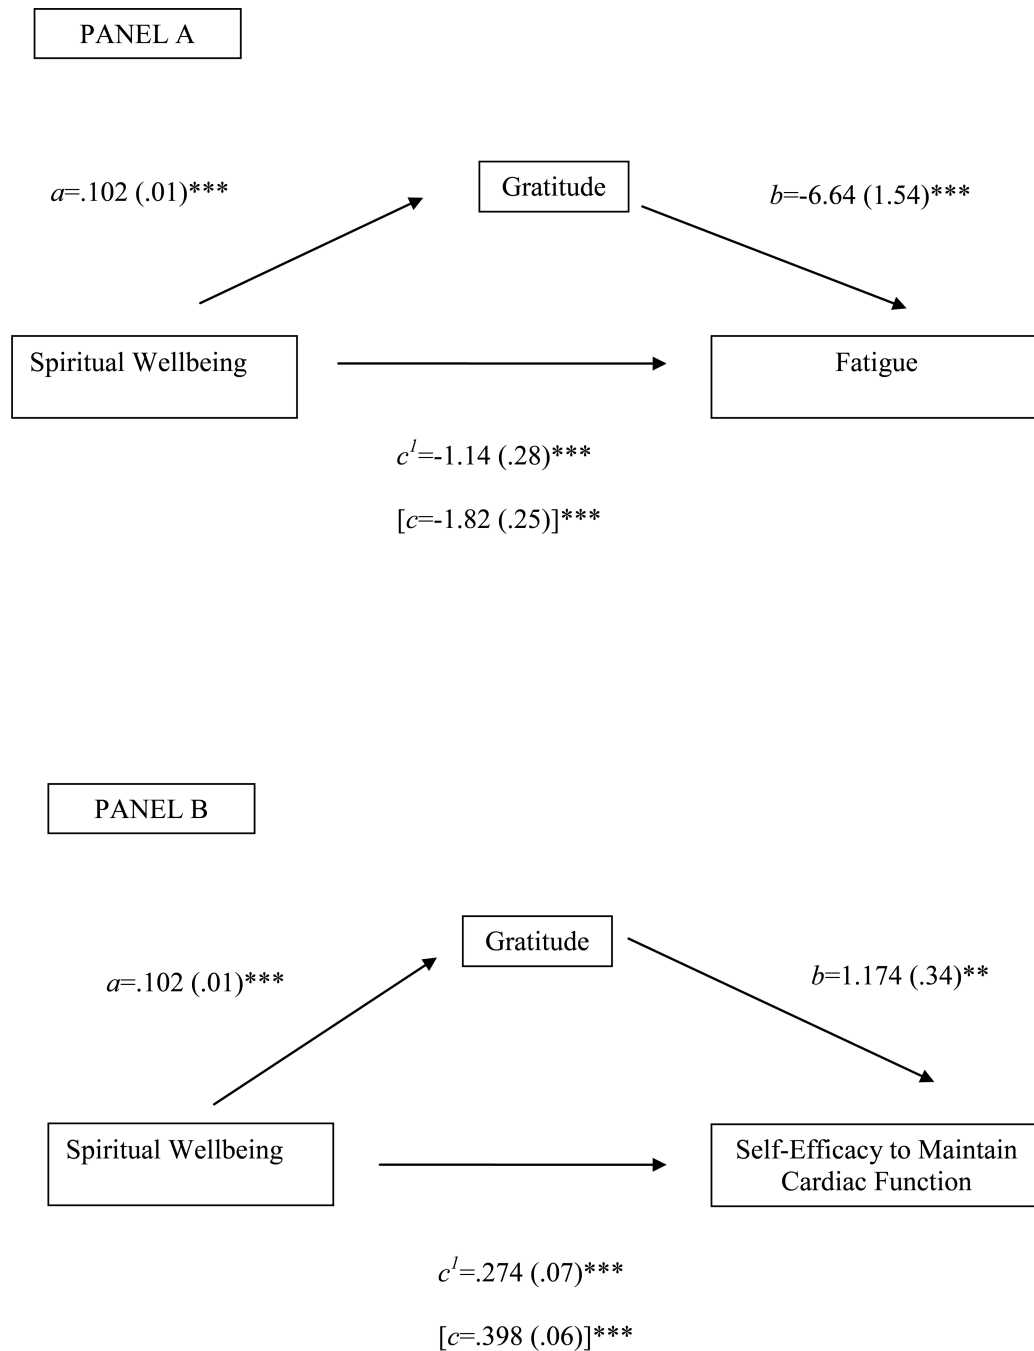 PANEL A
Gratitude
a=.102 (.01)***
b=-6.64 (1.54)***
Spiritual Wellbeing
Fatigue
c¹=-1.14 (.28)***
[c=-1.82 (.25)]***
PANEL B
Gratitude
a=.102 (.01)***
b=1.174 (.34)**
Spiritual Wellbeing
Self-Efficacy to Maintain
Cardiac Function
c¹=.274 (.07)***
[c=.398 (.06)]***